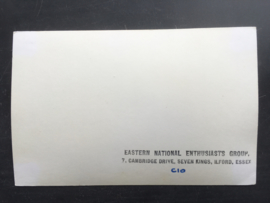 EASTERN NATIONAL ENTHUSIASTS GROUP,
7, CAMBRIDGE DRIVE, SEVEN KINGS, ILFORD, ESSEX
C10